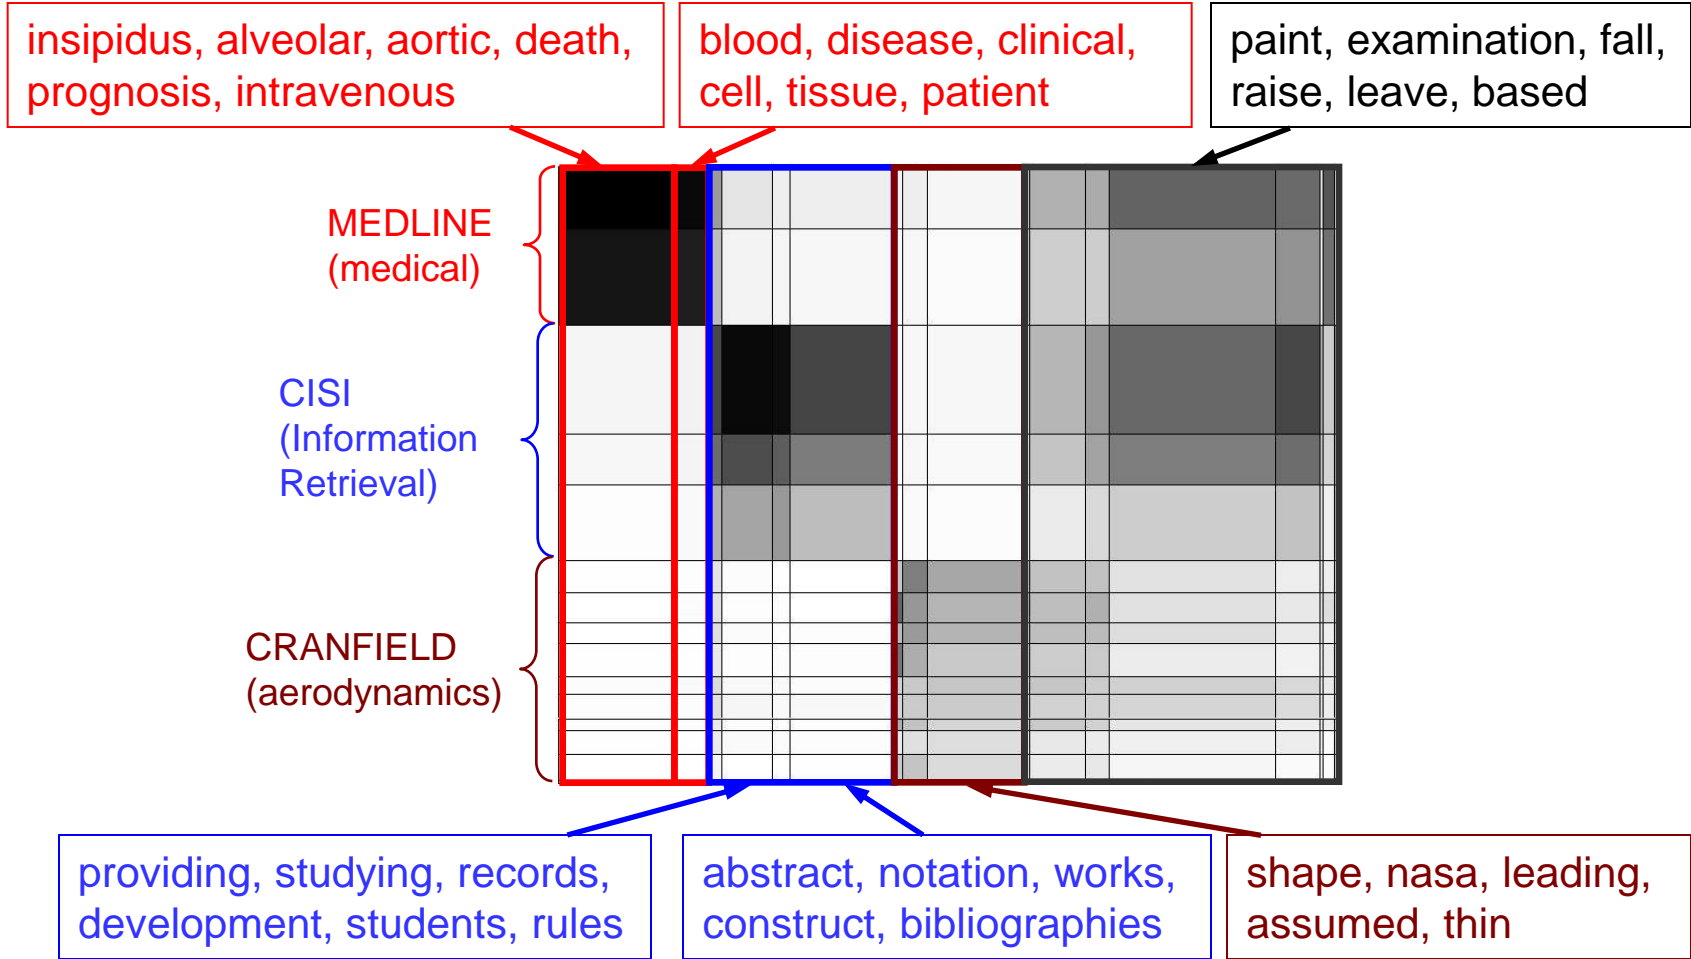 insipidus, alveolar, aortic, death,
prognosis, intravenous
blood, disease, clinical,
cell, tissue, patient
paint, examination, fall,
raise, leave, based
MEDLINE
(medical)
CISI
(Information
Retrieval)
CRANFIELD
(aerodynamics)
providing, studying, records,
development, students, rules
abstract, notation, works,
construct, bibliographies
shape, nasa, leading,
assumed, thin